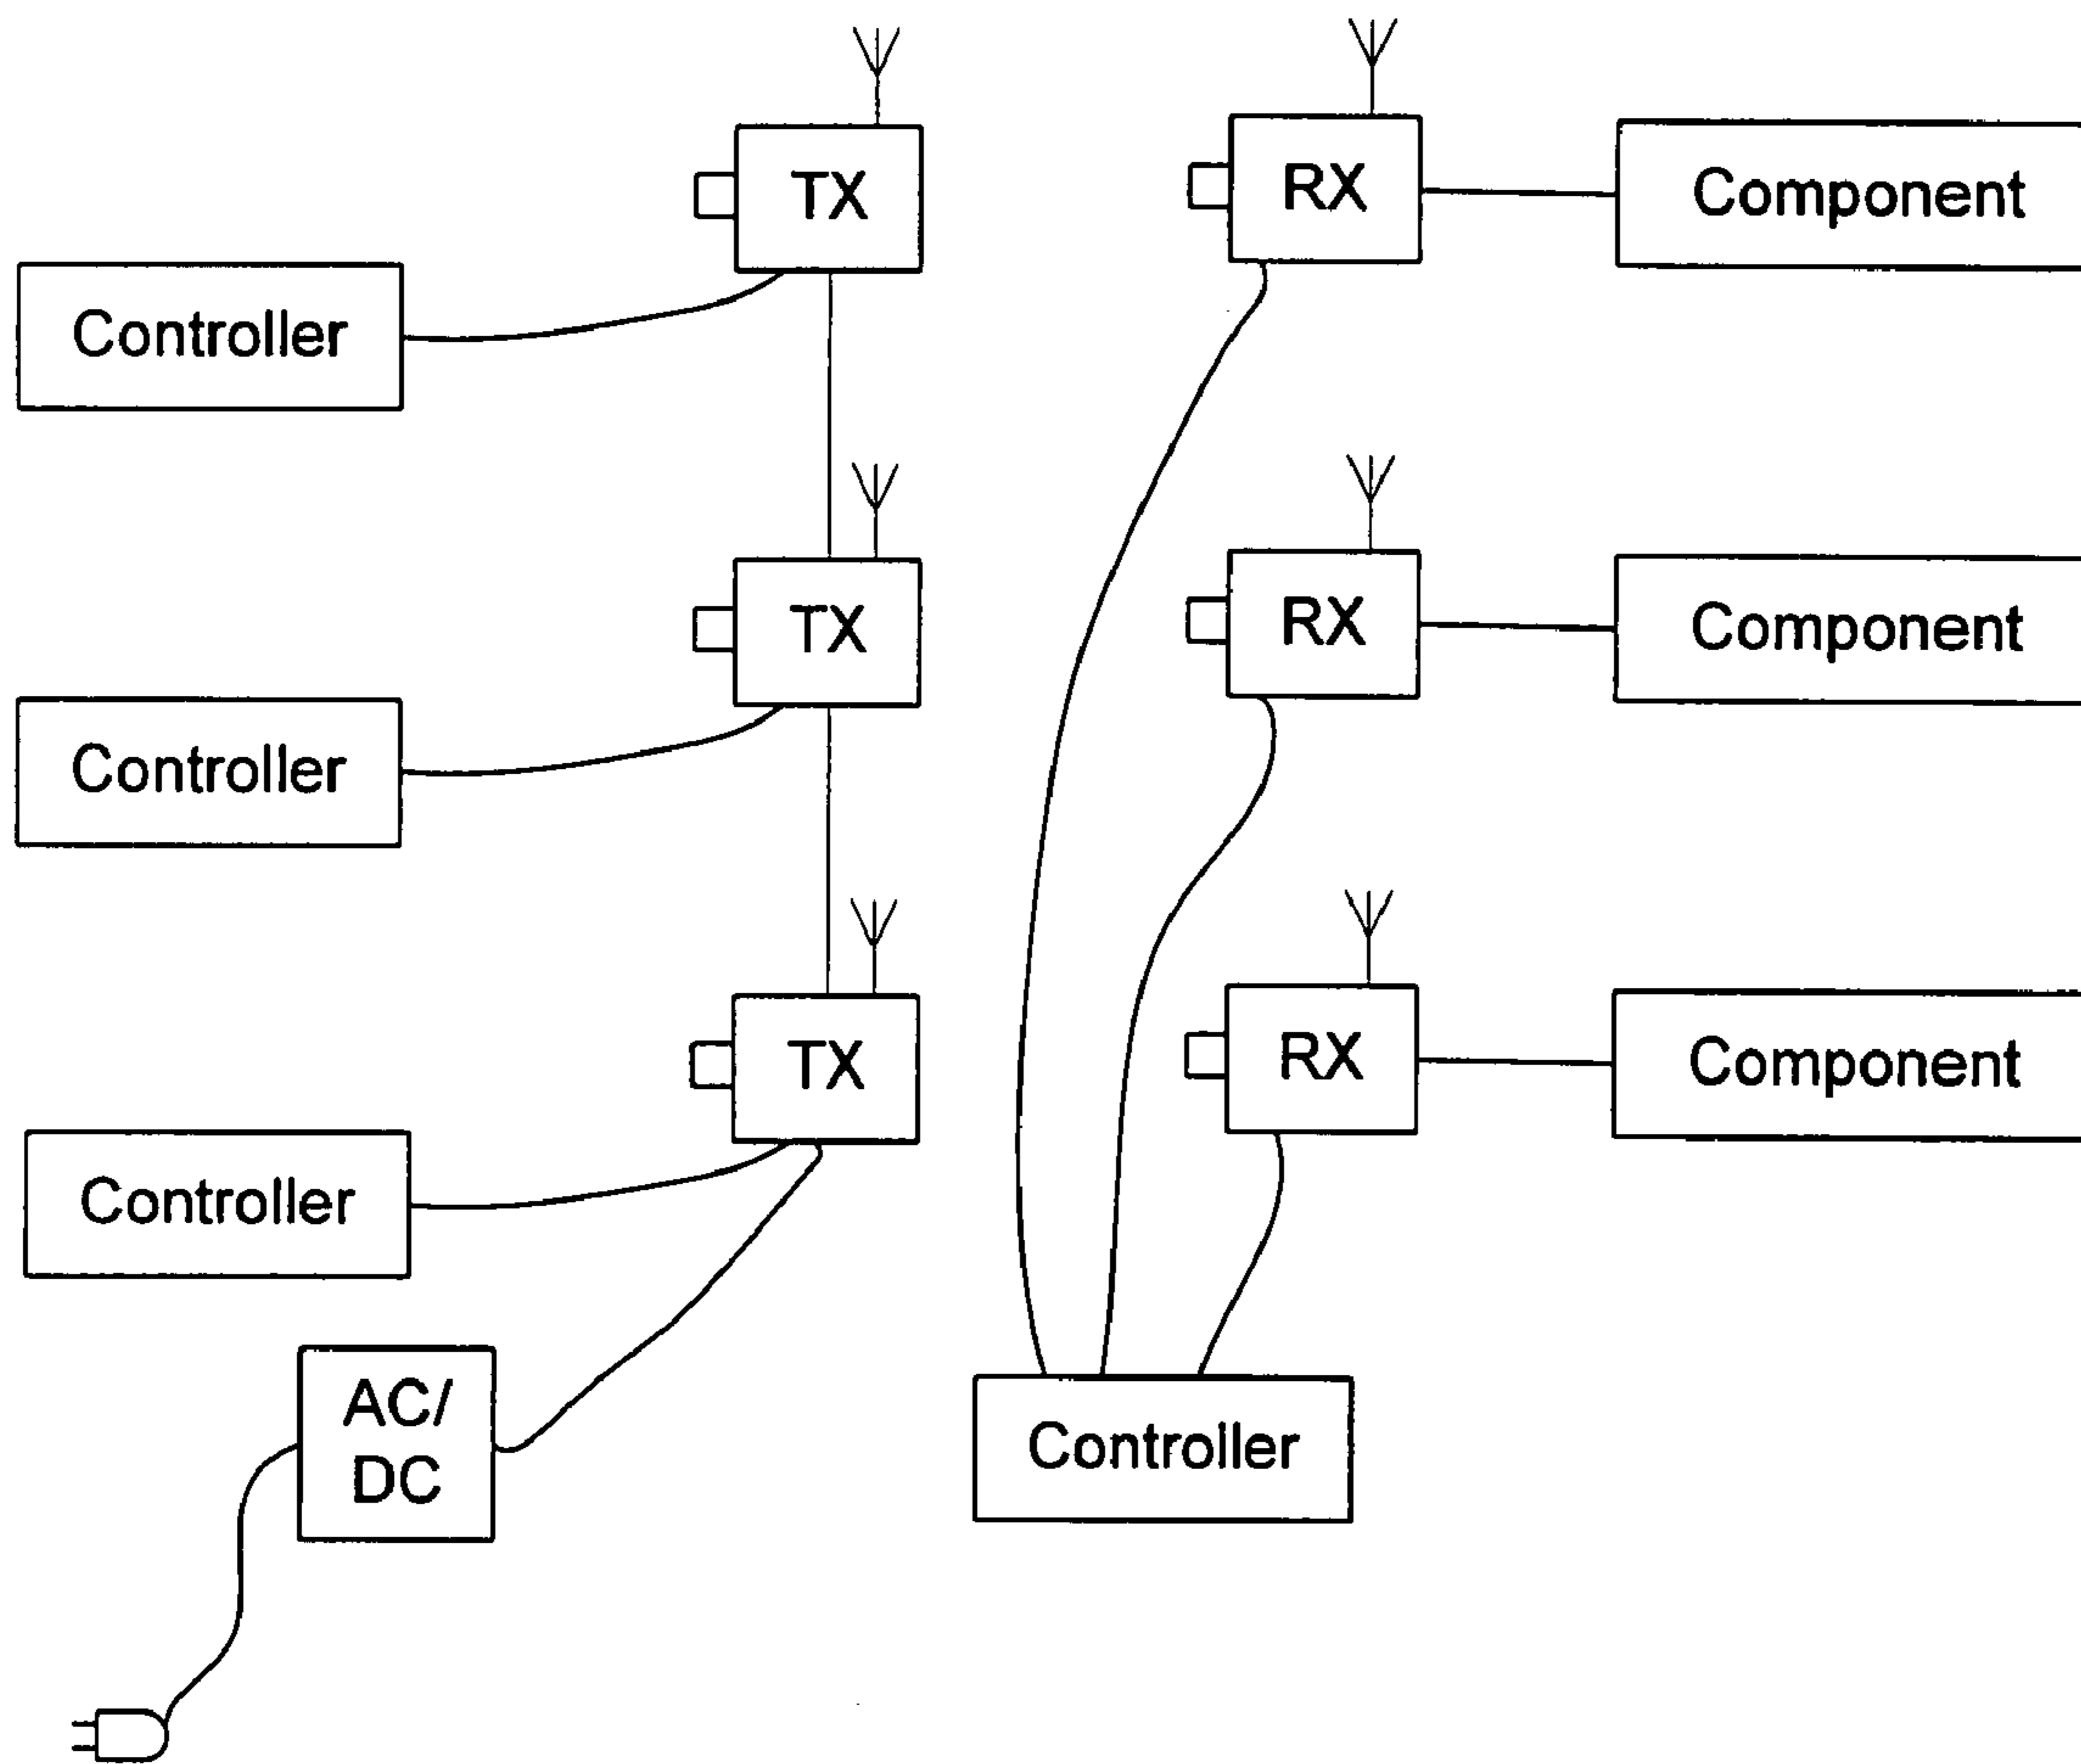 TX
RX
Component
Controller
TX
RX
Component
Controller
TX
RX
Component
Controller
AC/
DC
Controller